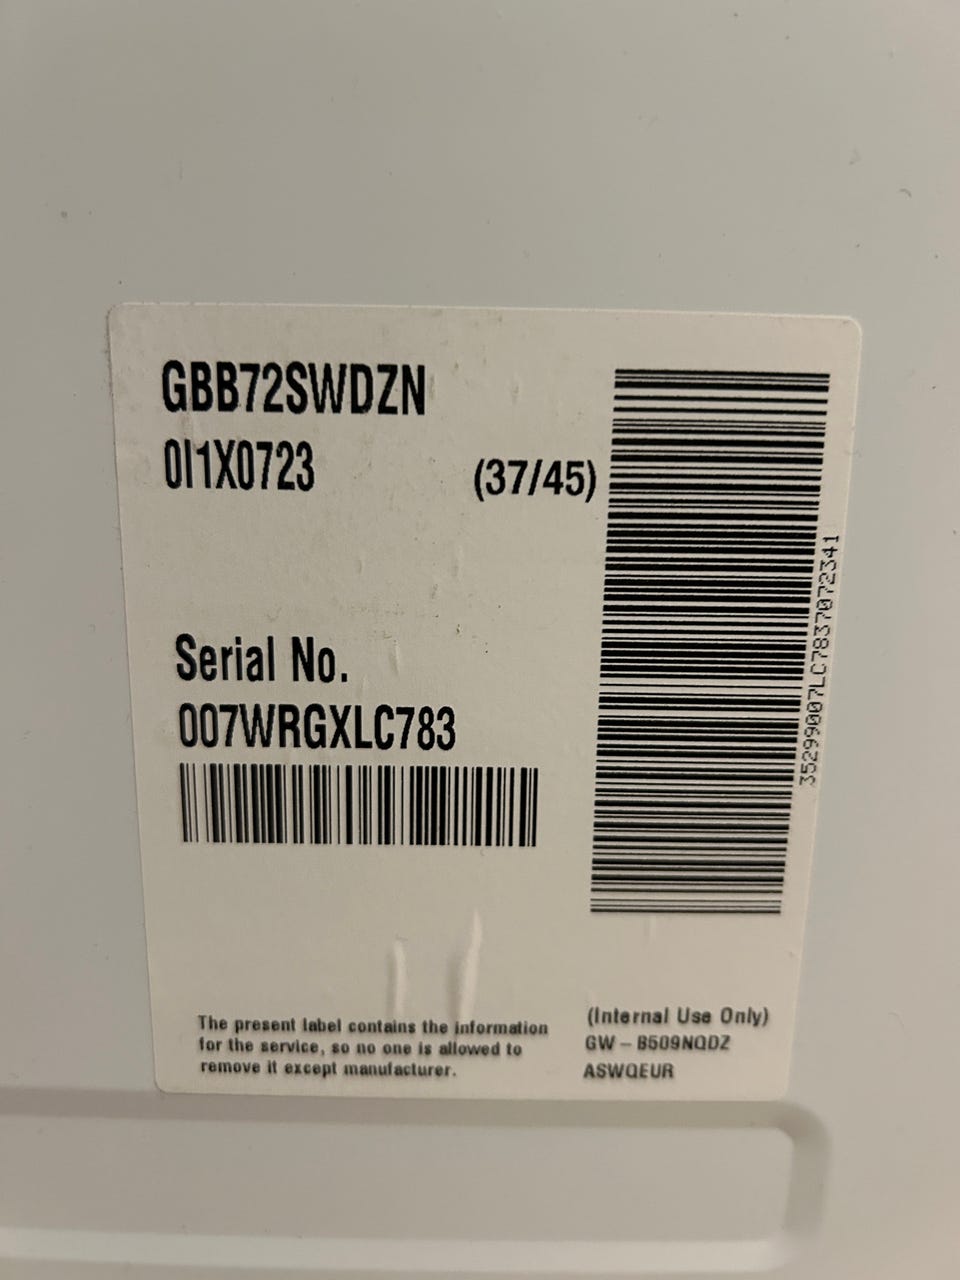 GBB72SWDZN
0I1X0723 (37/45)
Serial No.
007WRGXLC783
35299007LC7837072341
The present label contains the information
for the service, so no one is allowed to
remove it except manufacturer.
(Internal Use Only)
GW – B509NQDZ
ASWQEUR